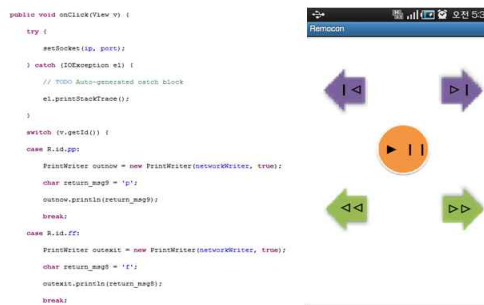 public void onClick(View v) {
try {
setSocket(ip, port);
} catch (IOException e1) {
// TODO Auto-generated catch block
e1.printStackTrace();
}
switch (v.getId()) {
case R.id.pp:
PrintWriter outnow = new PrintWriter(networkWriter, true);
char return_msg9 = 'p';
outnow.println(return_msg9);
break;
case R.id.ff:
PrintWriter outexit = new PrintWriter(networkWriter, true);
char return_msg8 = 'f';
outexit.println(return_msg8);
break;
오전 5:3
Remocon